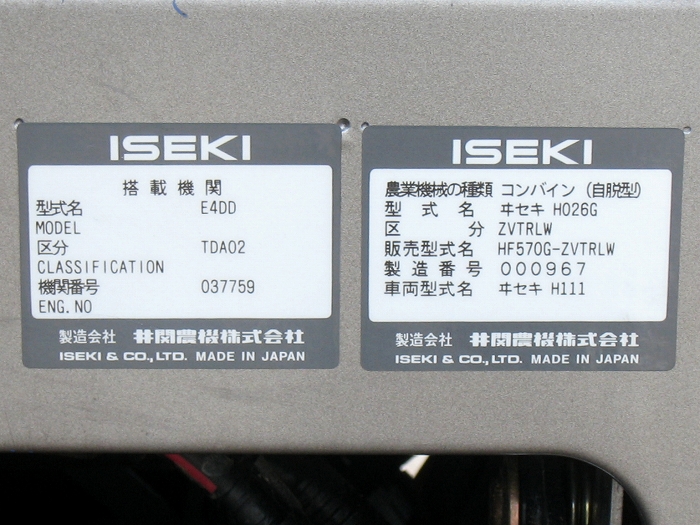 ISEKI
搭載機関
型式名 E4DD
MODEL
区分 TDA02
CLASSIFICATION
機関番号 037759
ENG.NO
製造会社 井関農機株式会社
ISEKI & CO., LTD. MADE IN JAPAN
ISEKI
農業機械の種類 コンバイン (自脱型)
型式名 ヰセキ H026G
区分 ZVTRLW
販売型式名 HF570G-ZVTRLW
製造番号 000967
車両型式名 ヰセキ H111
製造会社 井関農機株式会社
ISEKI & CO., LTD. MADE IN JAPAN